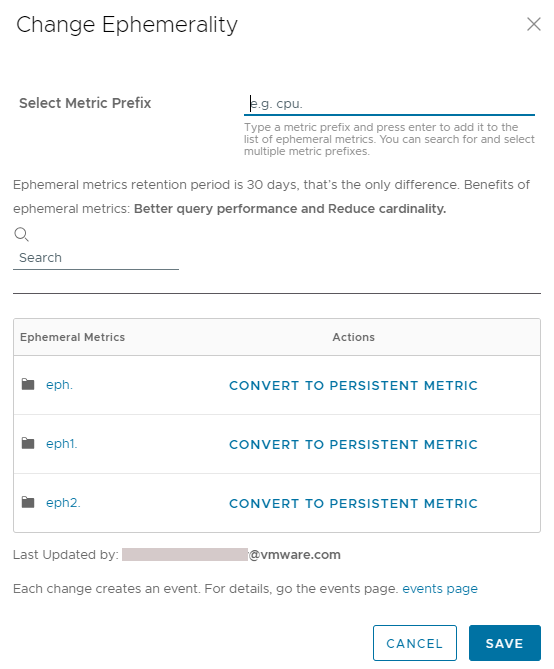 Change Ephemerality
Select Metric Prefix
e.g. cpu.
Type a metric prefix and press enter to add it to the
list of ephemeral metrics. You can search for and select
multiple metric prefixes.
Ephemeral metrics retention period is 30 days, that's the only difference. Benefits of
ephemeral metrics: Better query performance and Reduce cardinality.
Search
Ephemeral Metrics Actions
eph. CONVERT TO PERSISTENT METRIC
eph1. CONVERT TO PERSISTENT METRIC
eph2. CONVERT TO PERSISTENT METRIC
Last Updated by: @vmware.com
Each change creates an event. For details, go the events page. events page
CANCEL SAVE